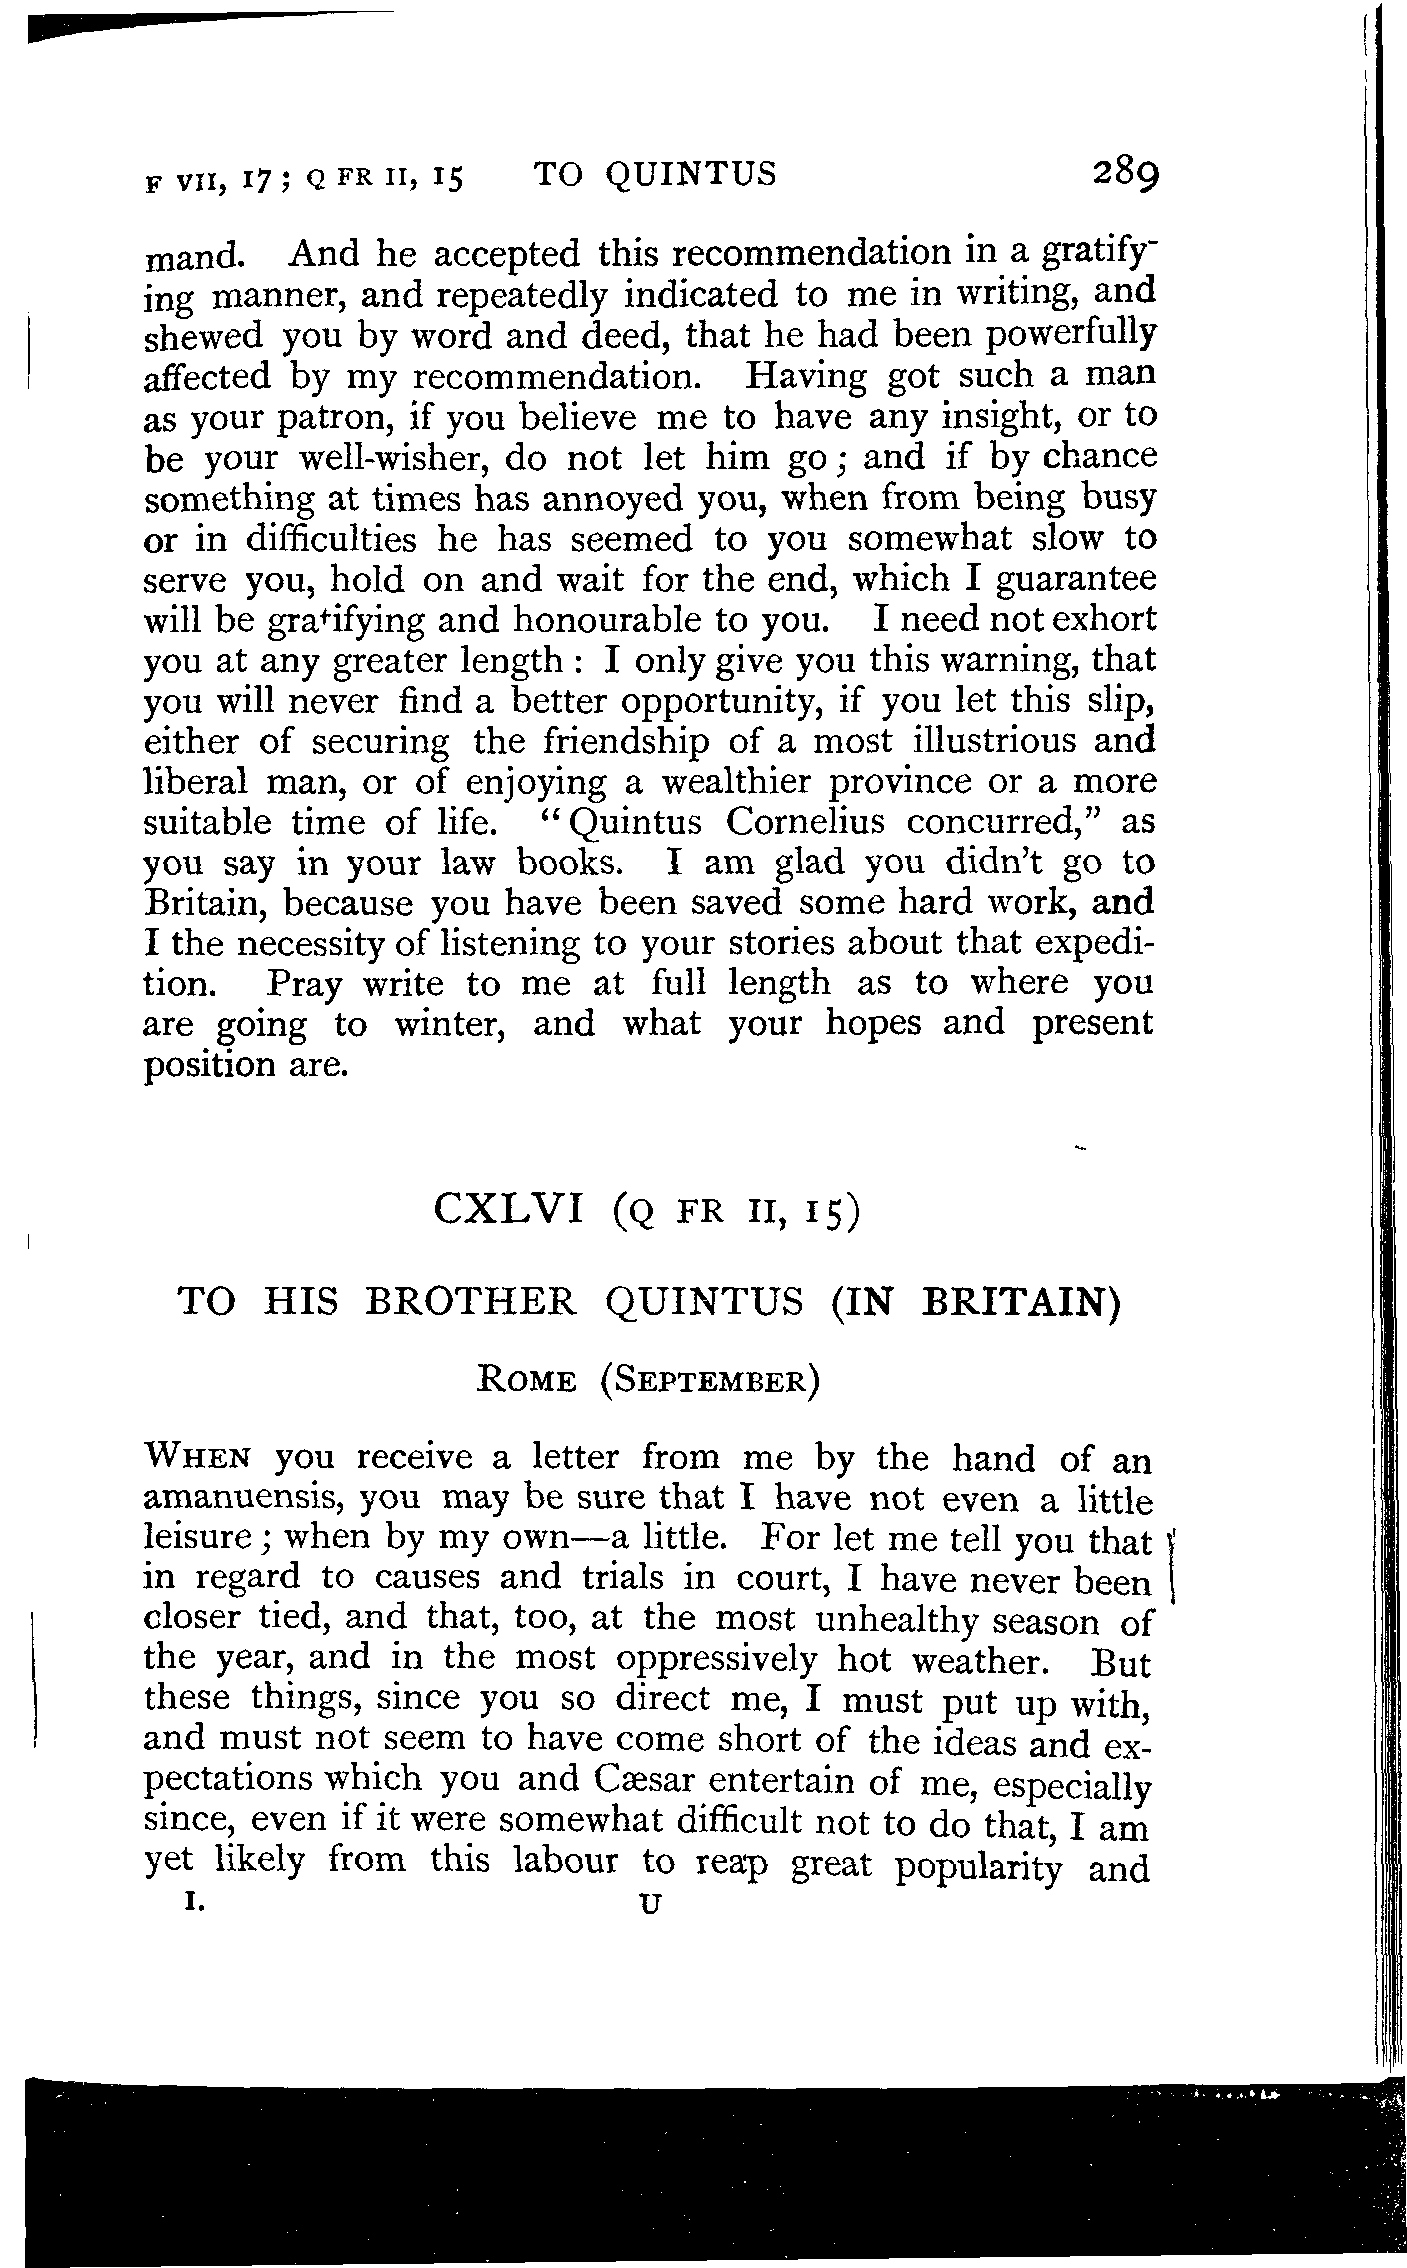 F VII, 17; Q FR II, 15 TO QUINTUS 289
mand. And he accepted this recommendation in a gratify-
ing manner, and repeatedly indicated to me in writing, and
shewed you by word and deed, that he had been powerfully
affected by my recommendation. Having got such a man
as your patron, if you believe me to have any insight, or to
be your well-wisher, do not let him go; and if by chance
something at times has annoyed you, when from being busy
or in difficulties he has seemed to you somewhat slow to
serve you, hold on and wait for the end, which I guarantee
will be gratifying and honourable to you. I need not exhort
you at any greater length: I only give you this warning, that
you will never find a better opportunity, if you let this slip,
either of securing the friendship of a most illustrious and
liberal man, or of enjoying a wealthier province or a more
suitable time of life. "Quintus Cornelius concurred," as
you say in your law books. I am glad you didn't go to
Britain, because you have been saved some hard work, and
I the necessity of listening to your stories about that expedi-
tion. Pray write to me at full length as to where you
are going to winter, and what your hopes and present
position are.
CXLVI (Q FR II, 15)
TO HIS BROTHER QUINTUS (IN BRITAIN)
ROME (SEPTEMBER)
WHEN you receive a letter from me by the hand of an
amanuensis, you may be sure that I have not even a little
leisure; when by my own—a little. For let me tell you that
in regard to causes and trials in court, I have never been
closer tied, and that, too, at the most unhealthy season of
the year, and in the most oppressively hot weather. But
these things, since you so direct me, I must put up with,
and must not seem to have come short of the ideas and ex-
pectations which you and Cæsar entertain of me, especially
since, even if it were somewhat difficult not to do that, I am
yet likely from this labour to reap great popularity and
I. U